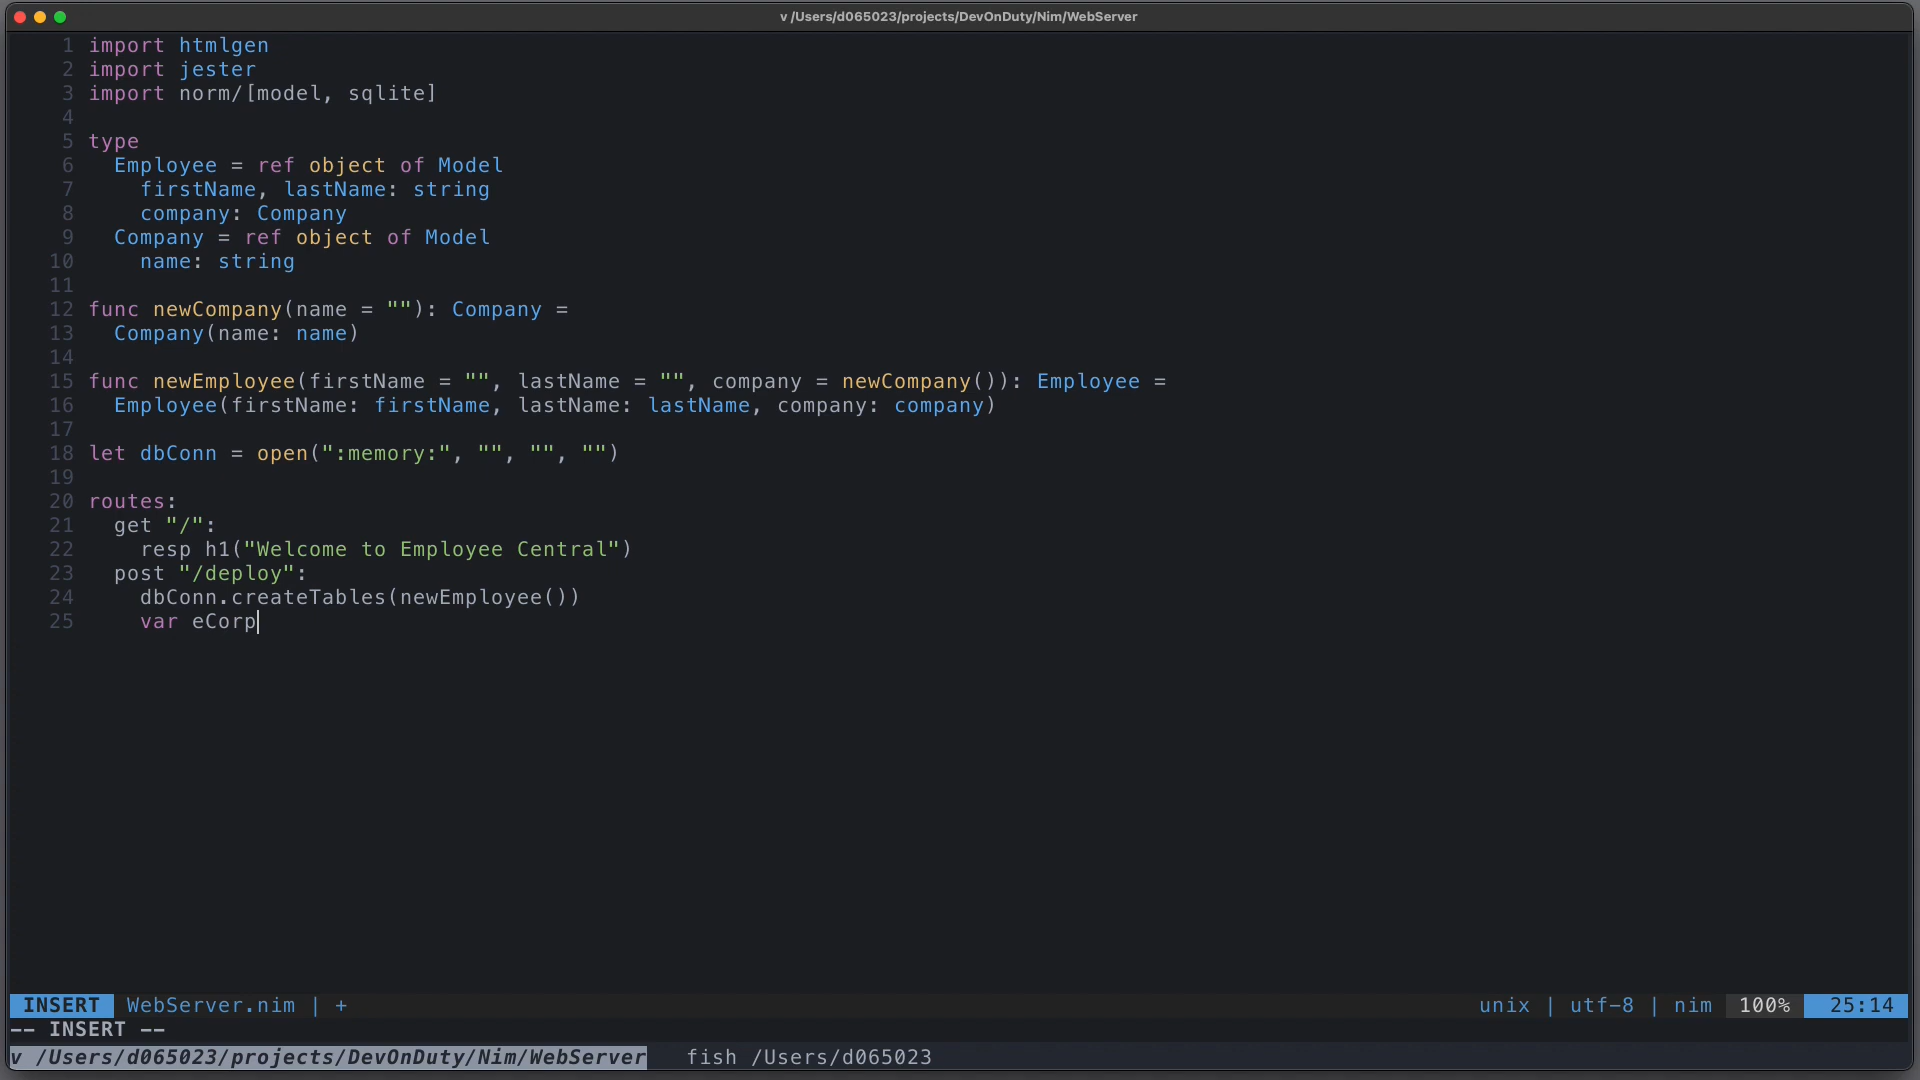 v /Users/d065023/projects/DevOnDuty/Nim/WebServer
1 import htmlgen
2 import jester
3 import norm/[model, sqlite]
4
5 type
6   Employee = ref object of Model
7     firstName, lastName: string
8     company: Company
9   Company = ref object of Model
10     name: string
11
12 func newCompany(name = ""): Company =
13   Company(name: name)
14
15 func newEmployee(firstName = "", lastName = "", company = newCompany()): Employee =
16   Employee(firstName: firstName, lastName: lastName, company: company)
17
18 let dbConn = open(":memory:", "", "", "")
19
20 routes:
21   get "/":
22     resp h1("Welcome to Employee Central")
23   post "/deploy":
24     dbConn.createTables(newEmployee())
25     var eCorp
INSERT WebServer.nim | + unix | utf-8 | nim 100% 25:14
-- INSERT --
v /Users/d065023/projects/DevOnDuty/Nim/WebServer fish /Users/d065023